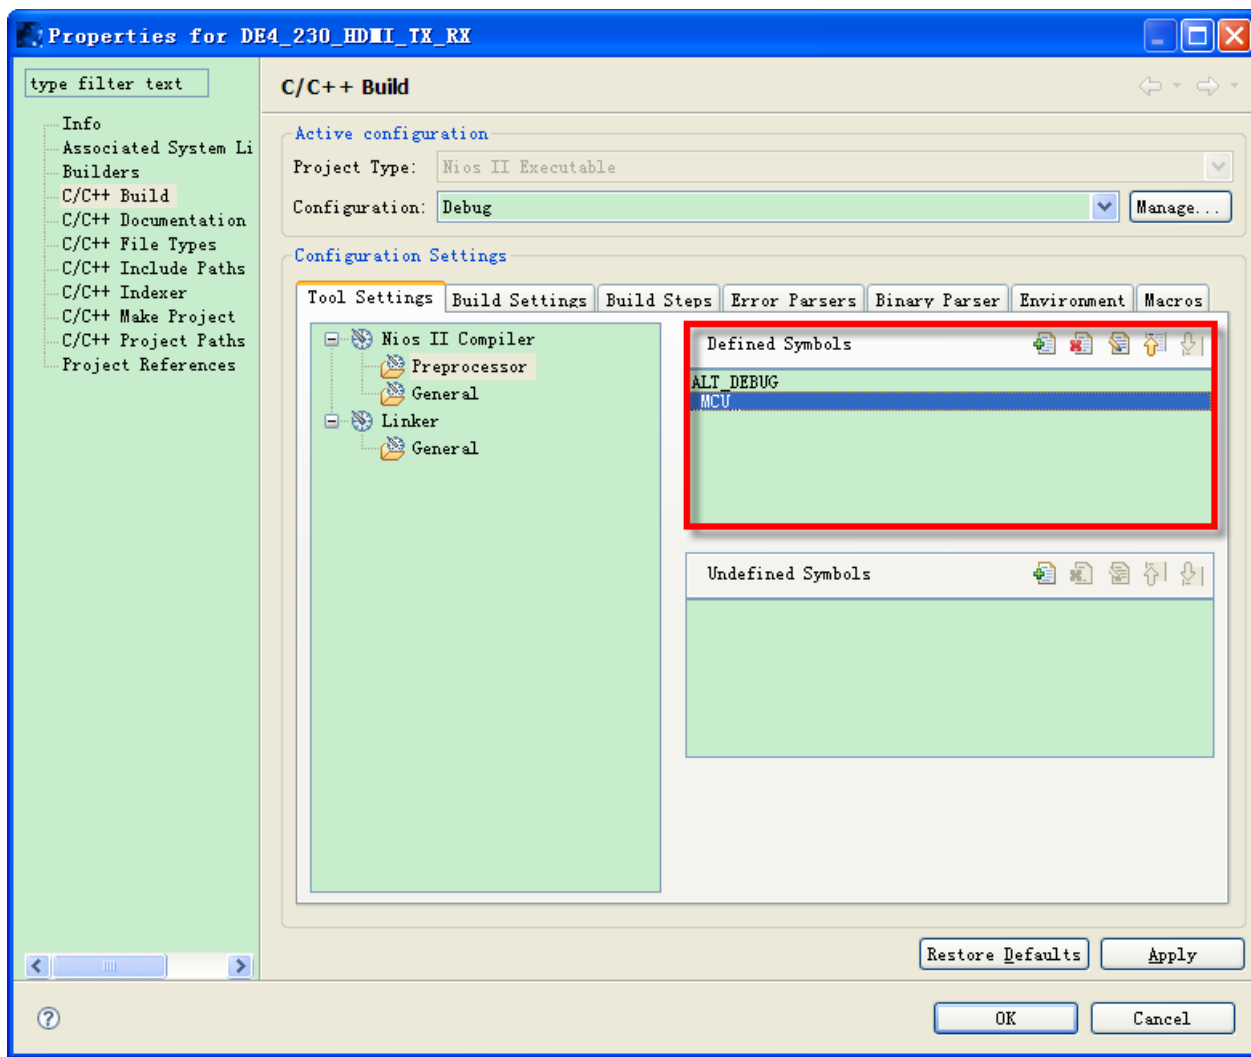 Properties for DE4_230_HDMI_TX_RX
type filter text
Info
Associated System Li
Builders
C/C++ Build
C/C++ Documentation
C/C++ File Types
C/C++ Include Paths
C/C++ Indexer
C/C++ Make Project
C/C++ Project Paths
Project References
C/C++ Build
Active configuration
Project Type: Nios II Executable
Configuration: Debug Manage...
Configuration Settings
Tool Settings Build Settings Build Steps Error Parsers Binary Parser Environment Macros
Nios II Compiler
Preprocessor
General
Linker
General
Defined Symbols
ALT_DEBUG
_MCU_
Undefined Symbols
Restore Defaults Apply
OK Cancel